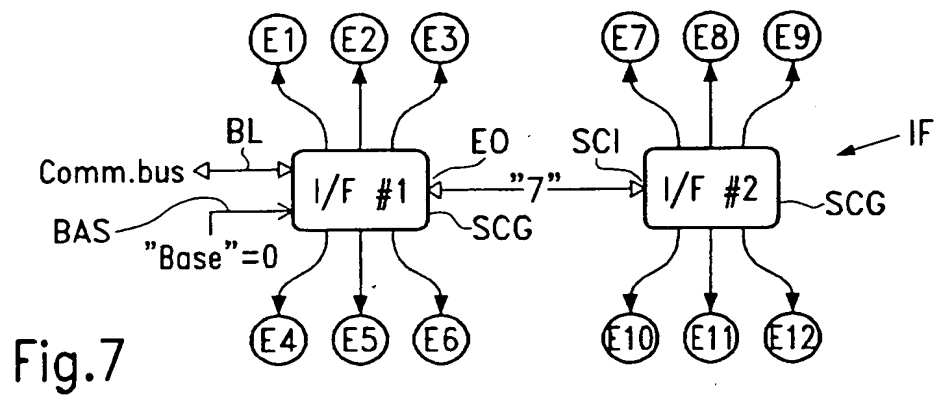 E1 E2 E3 E7 E8 E9
BL EO SCI IF
Comm.bus I/F #1 "7" I/F #2
BAS "Base"=0 SCG SCG
E4 E5 E6 E10 E11 E12
Fig.7